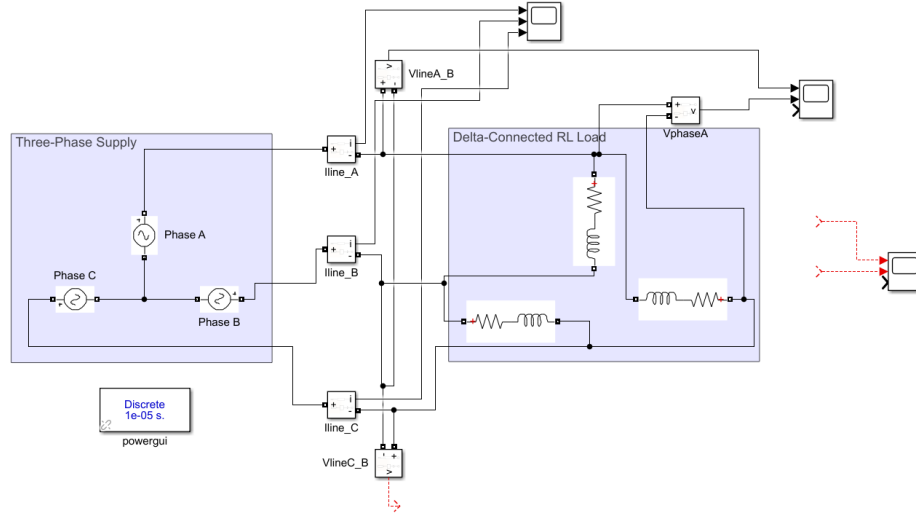 VlineA_B
v
+ -
+
-
v
VphaseA
Three-Phase Supply
Delta-Connected RL Load
+
i
-
Iline_A
+
Phase A
+
i
-
Iline_B
Phase C
+
+
Phase B
+
+
+
Discrete
1e-05 s.
powergui
+
i
-
Iline_C
VlineC_B
- +
v